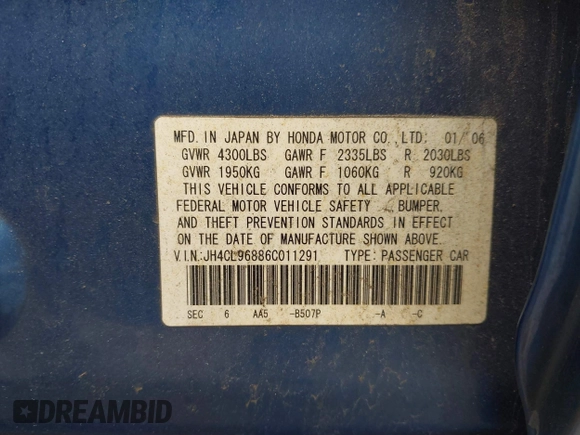 MFD. IN JAPAN BY HONDA MOTOR CO., LTD: 01/ 06
GVWR 4300LBS GAWR F 2335LBS R 2030LBS
GVWR 1950KG GAWR F 1060KG R 920KG
THIS VEHICLE CONFORMS TO ALL APPLICABLE
FEDERAL MOTOR VEHICLE SAFETY , BUMPER,
AND THEFT PREVENTION STANDARDS IN EFFECT
ON THE DATE OF MANUFACTURE SHOWN ABOVE.
V.I.N.:JH4CL96886C011291 TYPE: PASSENGER CAR
SEC 6 AA5 -B507P -A -C
DREAMBID